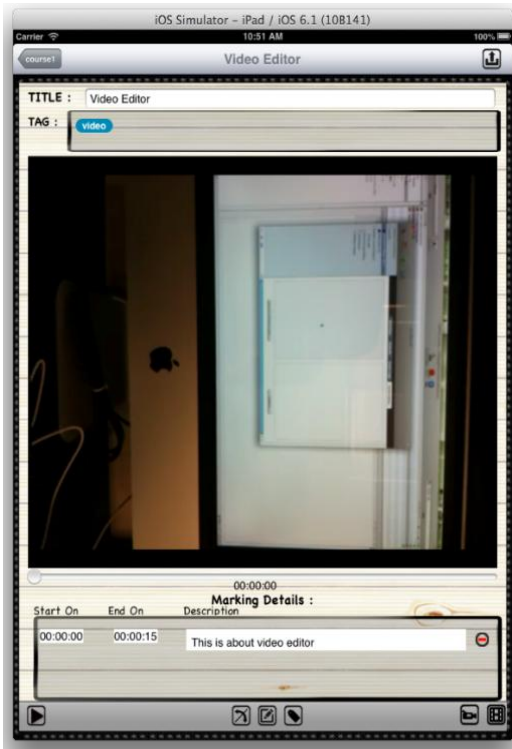 iOS Simulator – iPad / iOS 6.1 (10B141)
Carrier 10:51 AM 100%
course1 Video Editor
TITLE : Video Editor
TAG : video
00:00:00
Marking Details :
Start On End On Description
00:00:00 00:00:15 This is about video editor